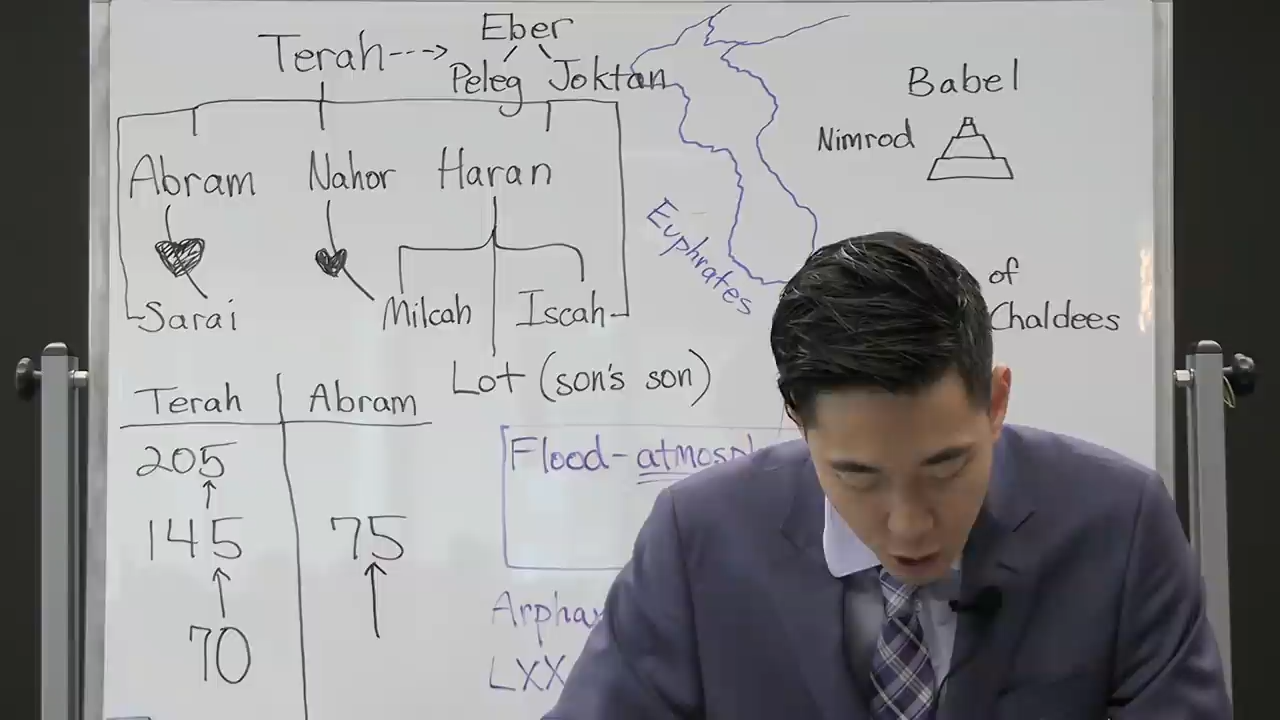 Eber
Terah
Peleg Joktan
Babel
Nimrod
Abram Nahor Haran
Euphrates
of
Chaldees
Sarai Milcah Iscah
Lot (son's son)
Terah Abram
205
Flood-
145 75
70
LXX